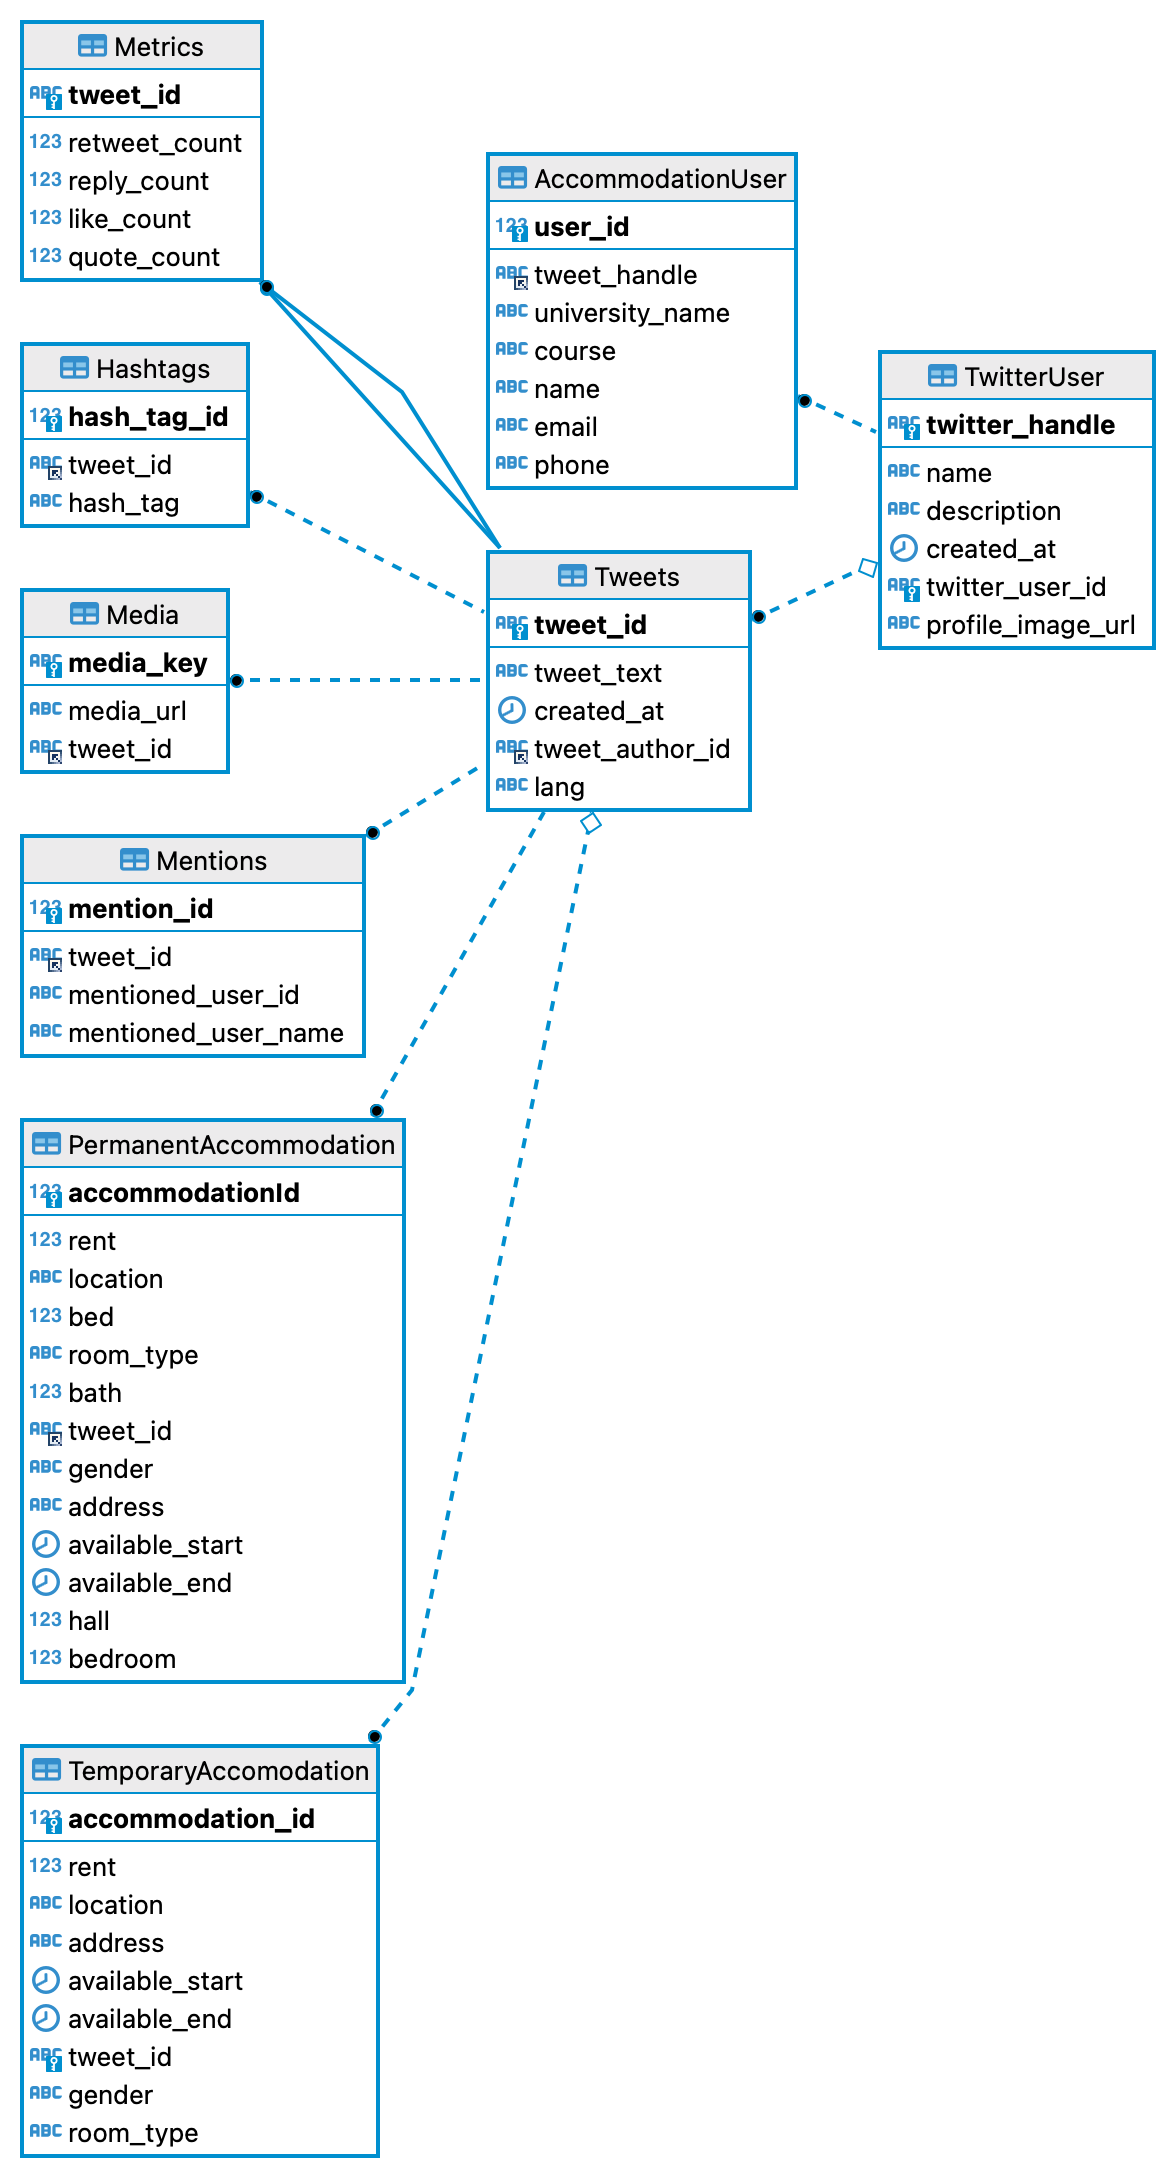 Metrics
ABC tweet_id
123 retweet_count
123 reply_count
123 like_count
123 quote_count
Hashtags
123 hash_tag_id
ABC tweet_id
ABC hash_tag
Media
ABC media_key
ABC media_url
ABC tweet_id
Mentions
123 mention_id
ABC tweet_id
ABC mentioned_user_id
ABC mentioned_user_name
PermanentAccommodation
123 accommodationId
123 rent
ABC location
123 bed
ABC room_type
123 bath
ABC tweet_id
ABC gender
ABC address
available_start
available_end
123 hall
123 bedroom
TemporaryAccomodation
123 accommodation_id
123 rent
ABC location
ABC address
available_start
available_end
ABC tweet_id
ABC gender
ABC room_type
AccommodationUser
123 user_id
ABC tweet_handle
ABC university_name
ABC course
ABC name
ABC email
ABC phone
Tweets
ABC tweet_id
ABC tweet_text
created_at
ABC tweet_author_id
ABC lang
TwitterUser
ABC twitter_handle
ABC name
ABC description
created_at
ABC twitter_user_id
ABC profile_image_url